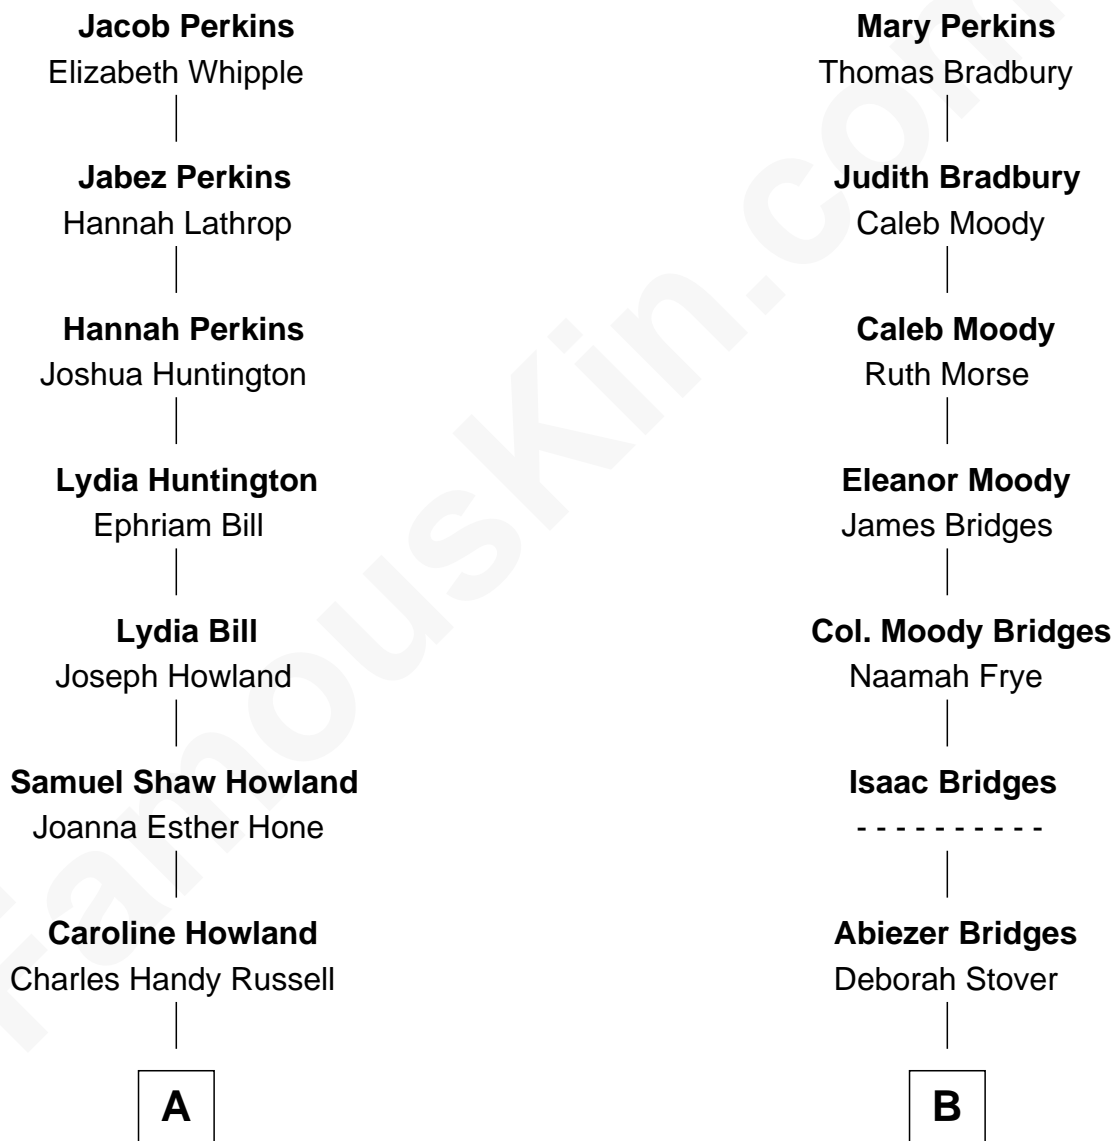 Jacob Perkins
Elizabeth Whipple
Jabez Perkins
Hannah Lathrop
Hannah Perkins
Joshua Huntington
Lydia Huntington
Ephriam Bill
Lydia Bill
Joseph Howland
Samuel Shaw Howland
Joanna Esther Hone
Caroline Howland
Charles Handy Russell
A
Mary Perkins
Thomas Bradbury
Judith Bradbury
Caleb Moody
Caleb Moody
Ruth Morse
Eleanor Moody
James Bridges
Col. Moody Bridges
Naamah Frye
Isaac Bridges
- - - - - - - - - -
Abiezer Bridges
Deborah Stover
B
FamousKin.com